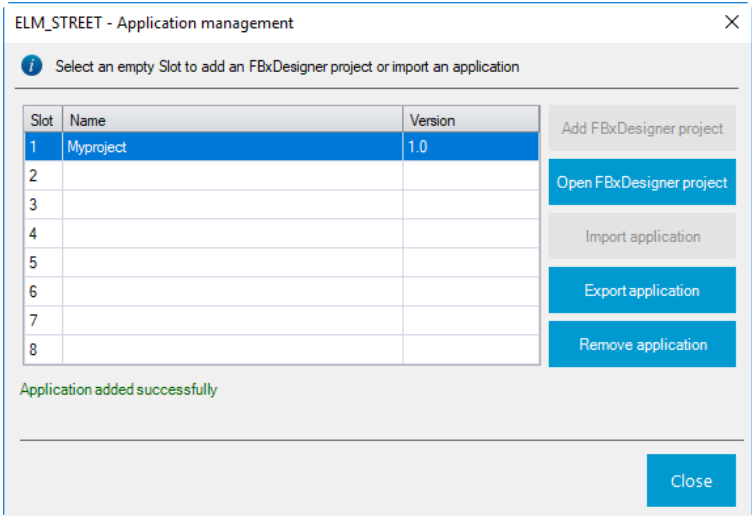 ELM_STREET - Application management
Select an empty Slot to add an FBxDesigner project or import an application
Slot Name Version
1 Myproject 1.0
2
3
4
5
6
7
8
Add FBxDesigner project
Open FBxDesigner project
Import application
Export application
Remove application
Application added successfully
Close